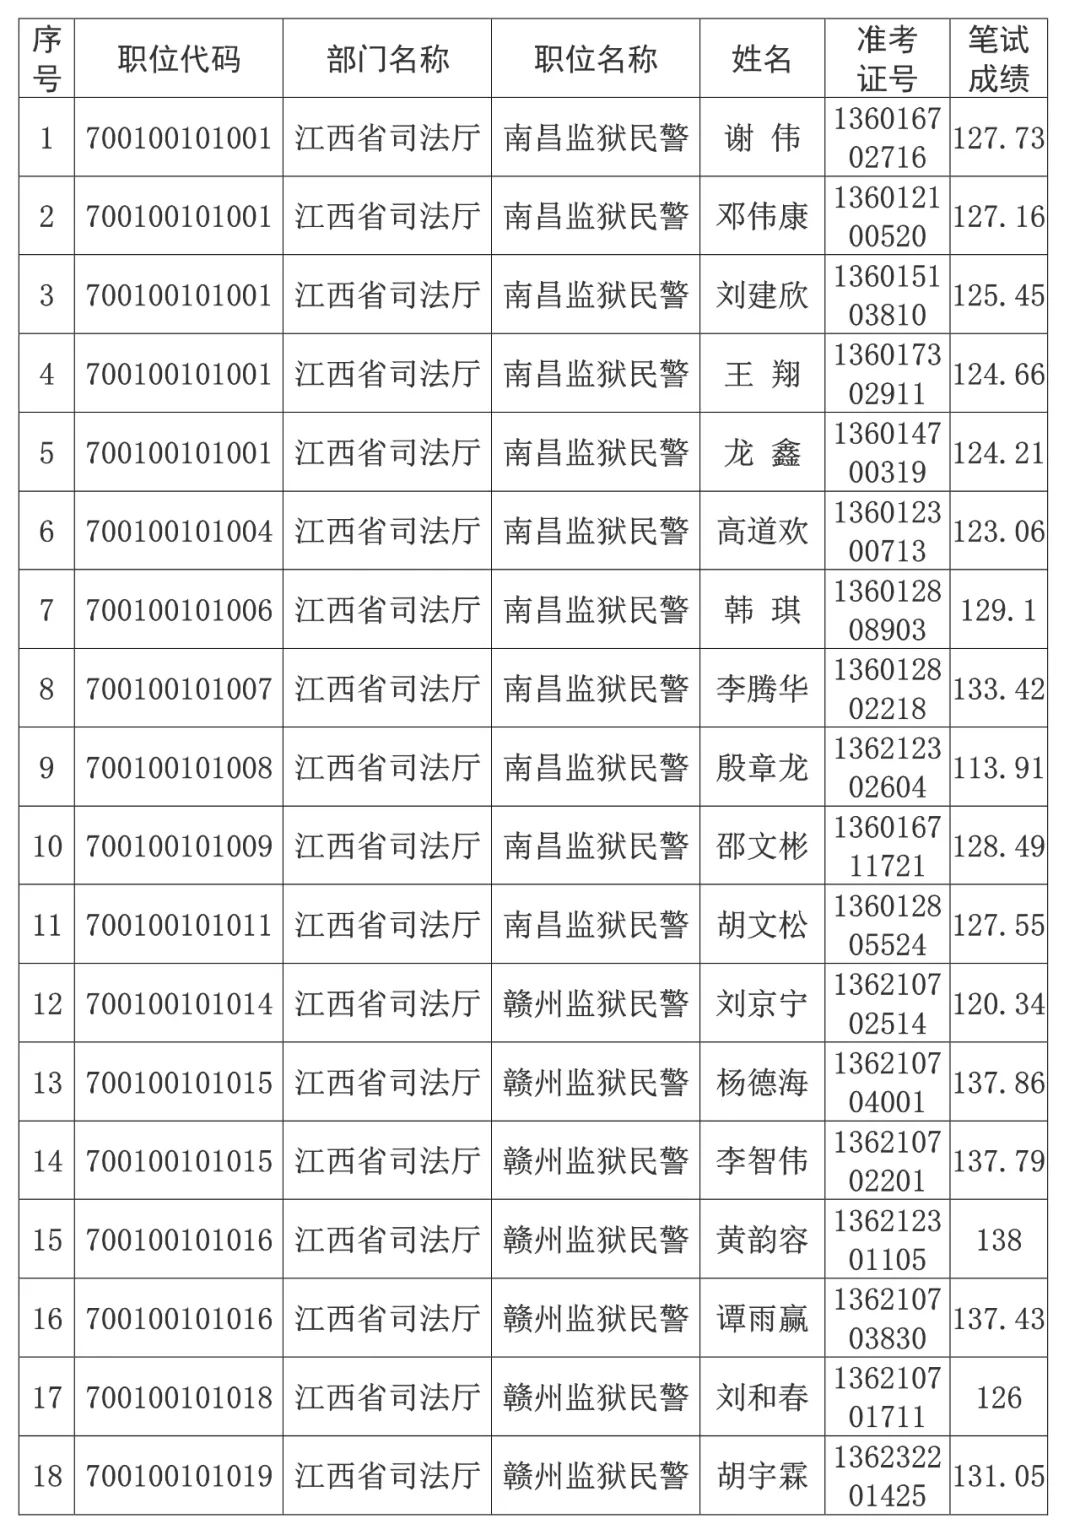 序号 职位代码 部门名称 职位名称 姓名 准考证号 笔试成绩
1 700100101001 江西省司法厅 南昌监狱民警 谢 伟 136016702716 127.73
2 700100101001 江西省司法厅 南昌监狱民警 邓伟康 136012100520 127.16
3 700100101001 江西省司法厅 南昌监狱民警 刘建欣 136015103810 125.45
4 700100101001 江西省司法厅 南昌监狱民警 王 翔 136017302911 124.66
5 700100101001 江西省司法厅 南昌监狱民警 龙 鑫 136014700319 124.21
6 700100101004 江西省司法厅 南昌监狱民警 高道欢 136012300713 123.06
7 700100101006 江西省司法厅 南昌监狱民警 韩 琪 136012808903 129.1
8 700100101007 江西省司法厅 南昌监狱民警 李腾华 136012802218 133.42
9 700100101008 江西省司法厅 南昌监狱民警 殷章龙 136212302604 113.91
10 700100101009 江西省司法厅 南昌监狱民警 邵文彬 136016711721 128.49
11 700100101011 江西省司法厅 南昌监狱民警 胡文松 136012805524 127.55
12 700100101014 江西省司法厅 赣州监狱民警 刘京宁 136210702514 120.34
13 700100101015 江西省司法厅 赣州监狱民警 杨德海 136210704001 137.86
14 700100101015 江西省司法厅 赣州监狱民警 李智伟 136210702201 137.79
15 700100101016 江西省司法厅 赣州监狱民警 黄韵容 136212301105 138
16 700100101016 江西省司法厅 赣州监狱民警 谭雨赢 136210703830 137.43
17 700100101018 江西省司法厅 赣州监狱民警 刘和春 136210701711 126
18 700100101019 江西省司法厅 赣州监狱民警 胡宇霖 136232201425 131.05